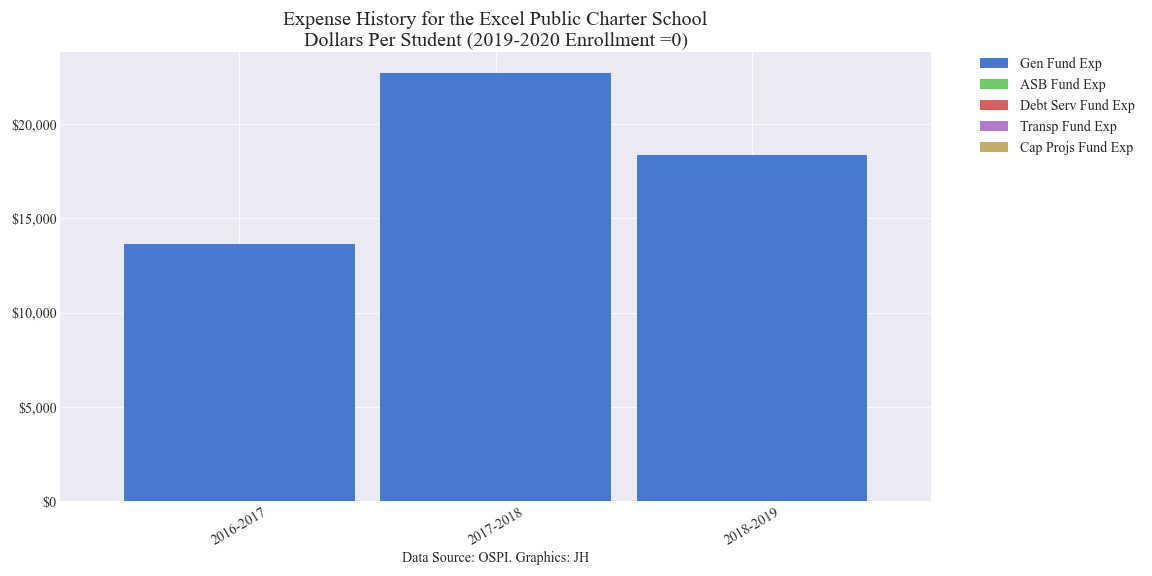 Expense History for the Excel Public Charter School
Dollars Per Student (2019-2020 Enrollment =0)
Gen Fund Exp
ASB Fund Exp
Debt Serv Fund Exp
Transp Fund Exp
Cap Projs Fund Exp
$20,000
$15,000
$10,000
$5,000
$0
2016-2017
2017-2018
2018-2019
Data Source: OSPI. Graphics: JH